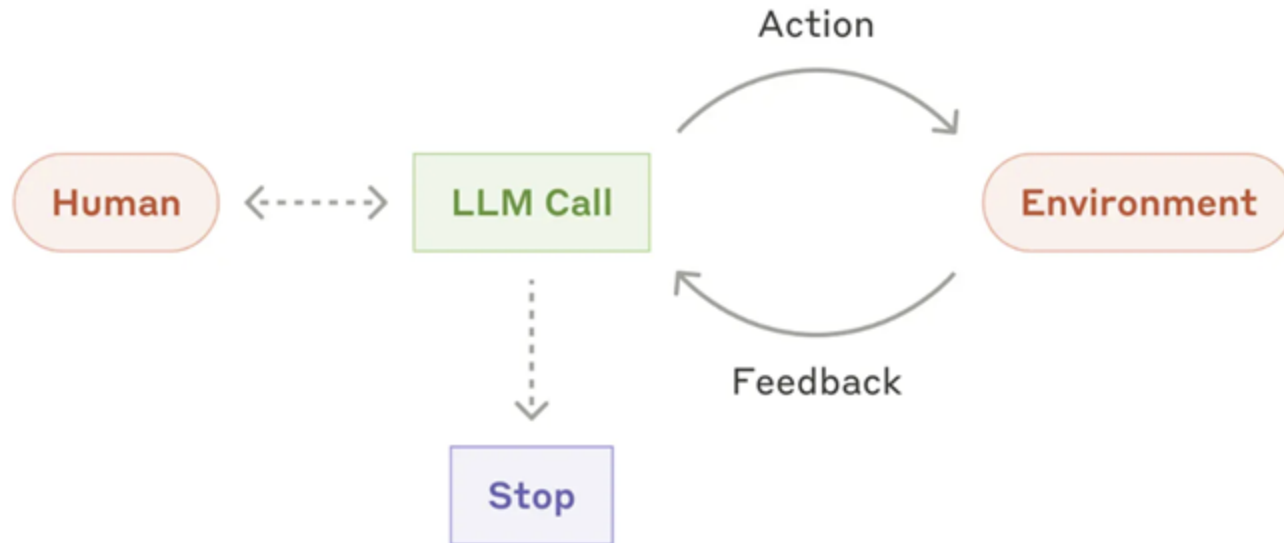 Action
Human
LLM Call
Environment
Feedback
Stop